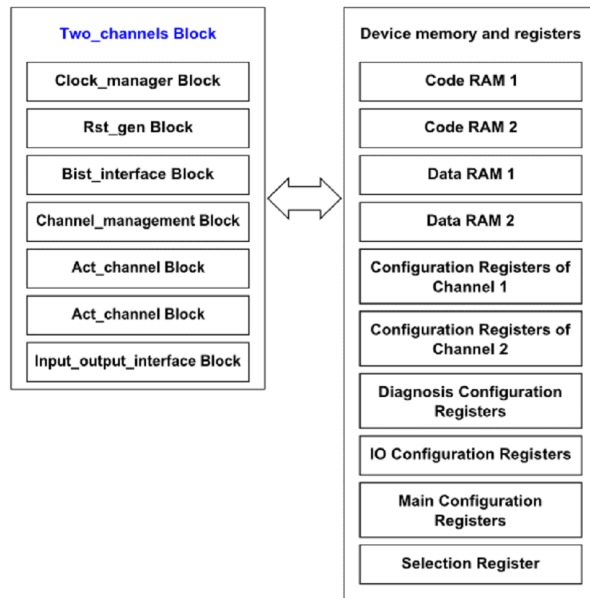 Two_channels Block
Clock_manager Block
Rst_gen Block
Bist_interface Block
Channel_management Block
Act_channel Block
Act_channel Block
Input_output_interface Block
Device memory and registers
Code RAM 1
Code RAM 2
Data RAM 1
Data RAM 2
Configuration Registers of
Channel 1
Configuration Registers of
Channel 2
Diagnosis Configuration
Registers
IO Configuration Registers
Main Configuration
Registers
Selection Register